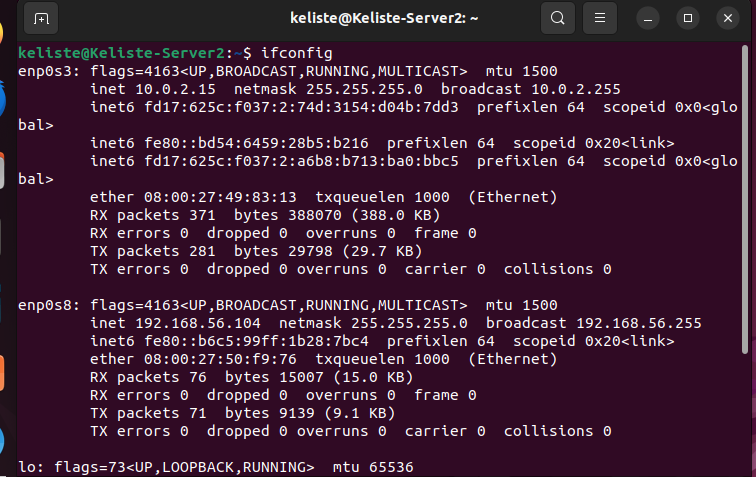 keliste@Keliste-Server2: ~
keliste@Keliste-Server2:~$ ifconfig
enp0s3: flags=4163<UP,BROADCAST,RUNNING,MULTICAST>  mtu 1500
        inet 10.0.2.15  netmask 255.255.255.0  broadcast 10.0.2.255
        inet6 fd17:625c:f037:2:74d:3154:d04b:7dd3  prefixlen 64  scopeid 0x0<glo
bal>
        inet6 fe80::bd54:6459:28b5:b216  prefixlen 64  scopeid 0x20<link>
        inet6 fd17:625c:f037:2:a6b8:b713:ba0:bbc5  prefixlen 64  scopeid 0x0<glo
bal>
        ether 08:00:27:49:83:13  txqueuelen 1000  (Ethernet)
        RX packets 371  bytes 388070 (388.0 KB)
        RX errors 0  dropped 0  overruns 0  frame 0
        TX packets 281  bytes 29798 (29.7 KB)
        TX errors 0  dropped 0 overruns 0  carrier 0  collisions 0
enp0s8: flags=4163<UP,BROADCAST,RUNNING,MULTICAST>  mtu 1500
        inet 192.168.56.104  netmask 255.255.255.0  broadcast 192.168.56.255
        inet6 fe80::b6c5:99ff:1b28:7bc4  prefixlen 64  scopeid 0x20<link>
        ether 08:00:27:50:f9:76  txqueuelen 1000  (Ethernet)
        RX packets 76  bytes 15007 (15.0 KB)
        RX errors 0  dropped 0  overruns 0  frame 0
        TX packets 71  bytes 9139 (9.1 KB)
        TX errors 0  dropped 0 overruns 0  carrier 0  collisions 0
lo: flags=73<UP,LOOPBACK,RUNNING>  mtu 65536